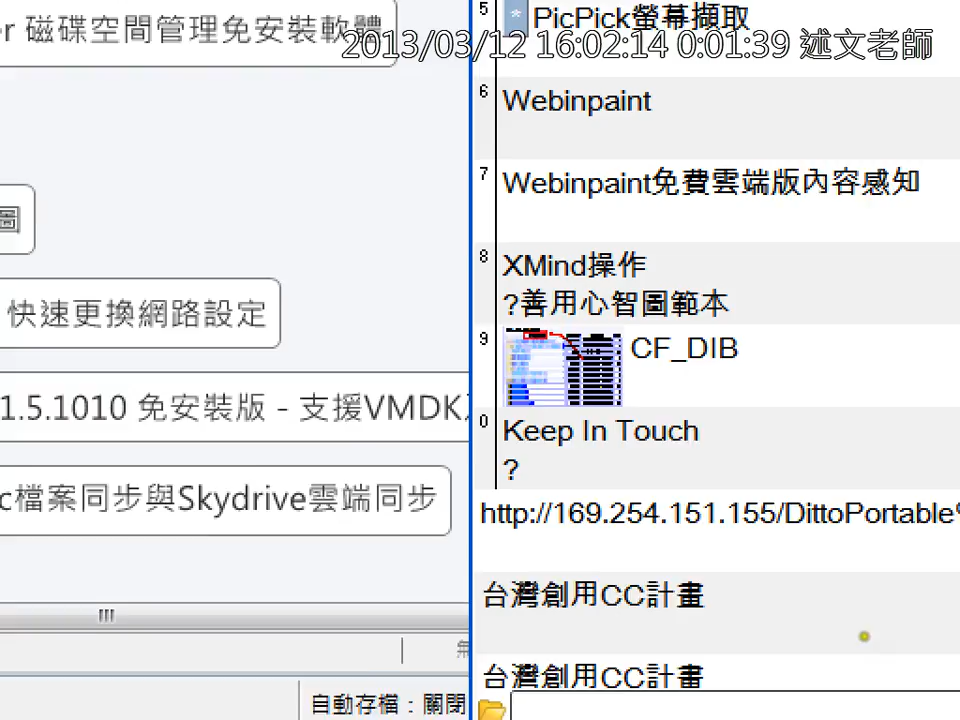 r 磁碟空間管理免安裝軟體
圖
快速更換網路設定
1.5.1010 免安裝版 - 支援VMDK
c檔案同步與Skydrive雲端同步
自動存檔：關閉
2013/03/12 16:02:14 0:01:39 述文老師
5 PicPick螢幕擷取
6 Webinpaint
7 Webinpaint免費雲端版內容感知
8 XMind操作
?善用心智圖範本
9 CF_DIB
0 Keep In Touch
?
http://169.254.151.155/DittoPortable%
台灣創用CC計畫
台灣創用CC計畫